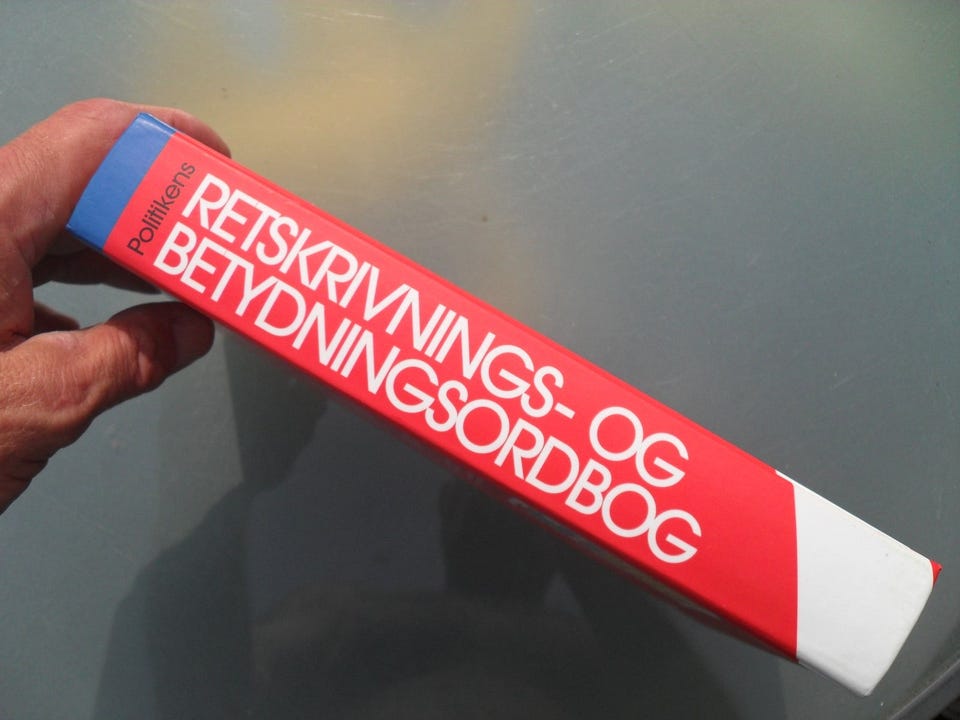 Politikens
RETSKRIVNINGS- OG
BETYDNINGSORDBOG